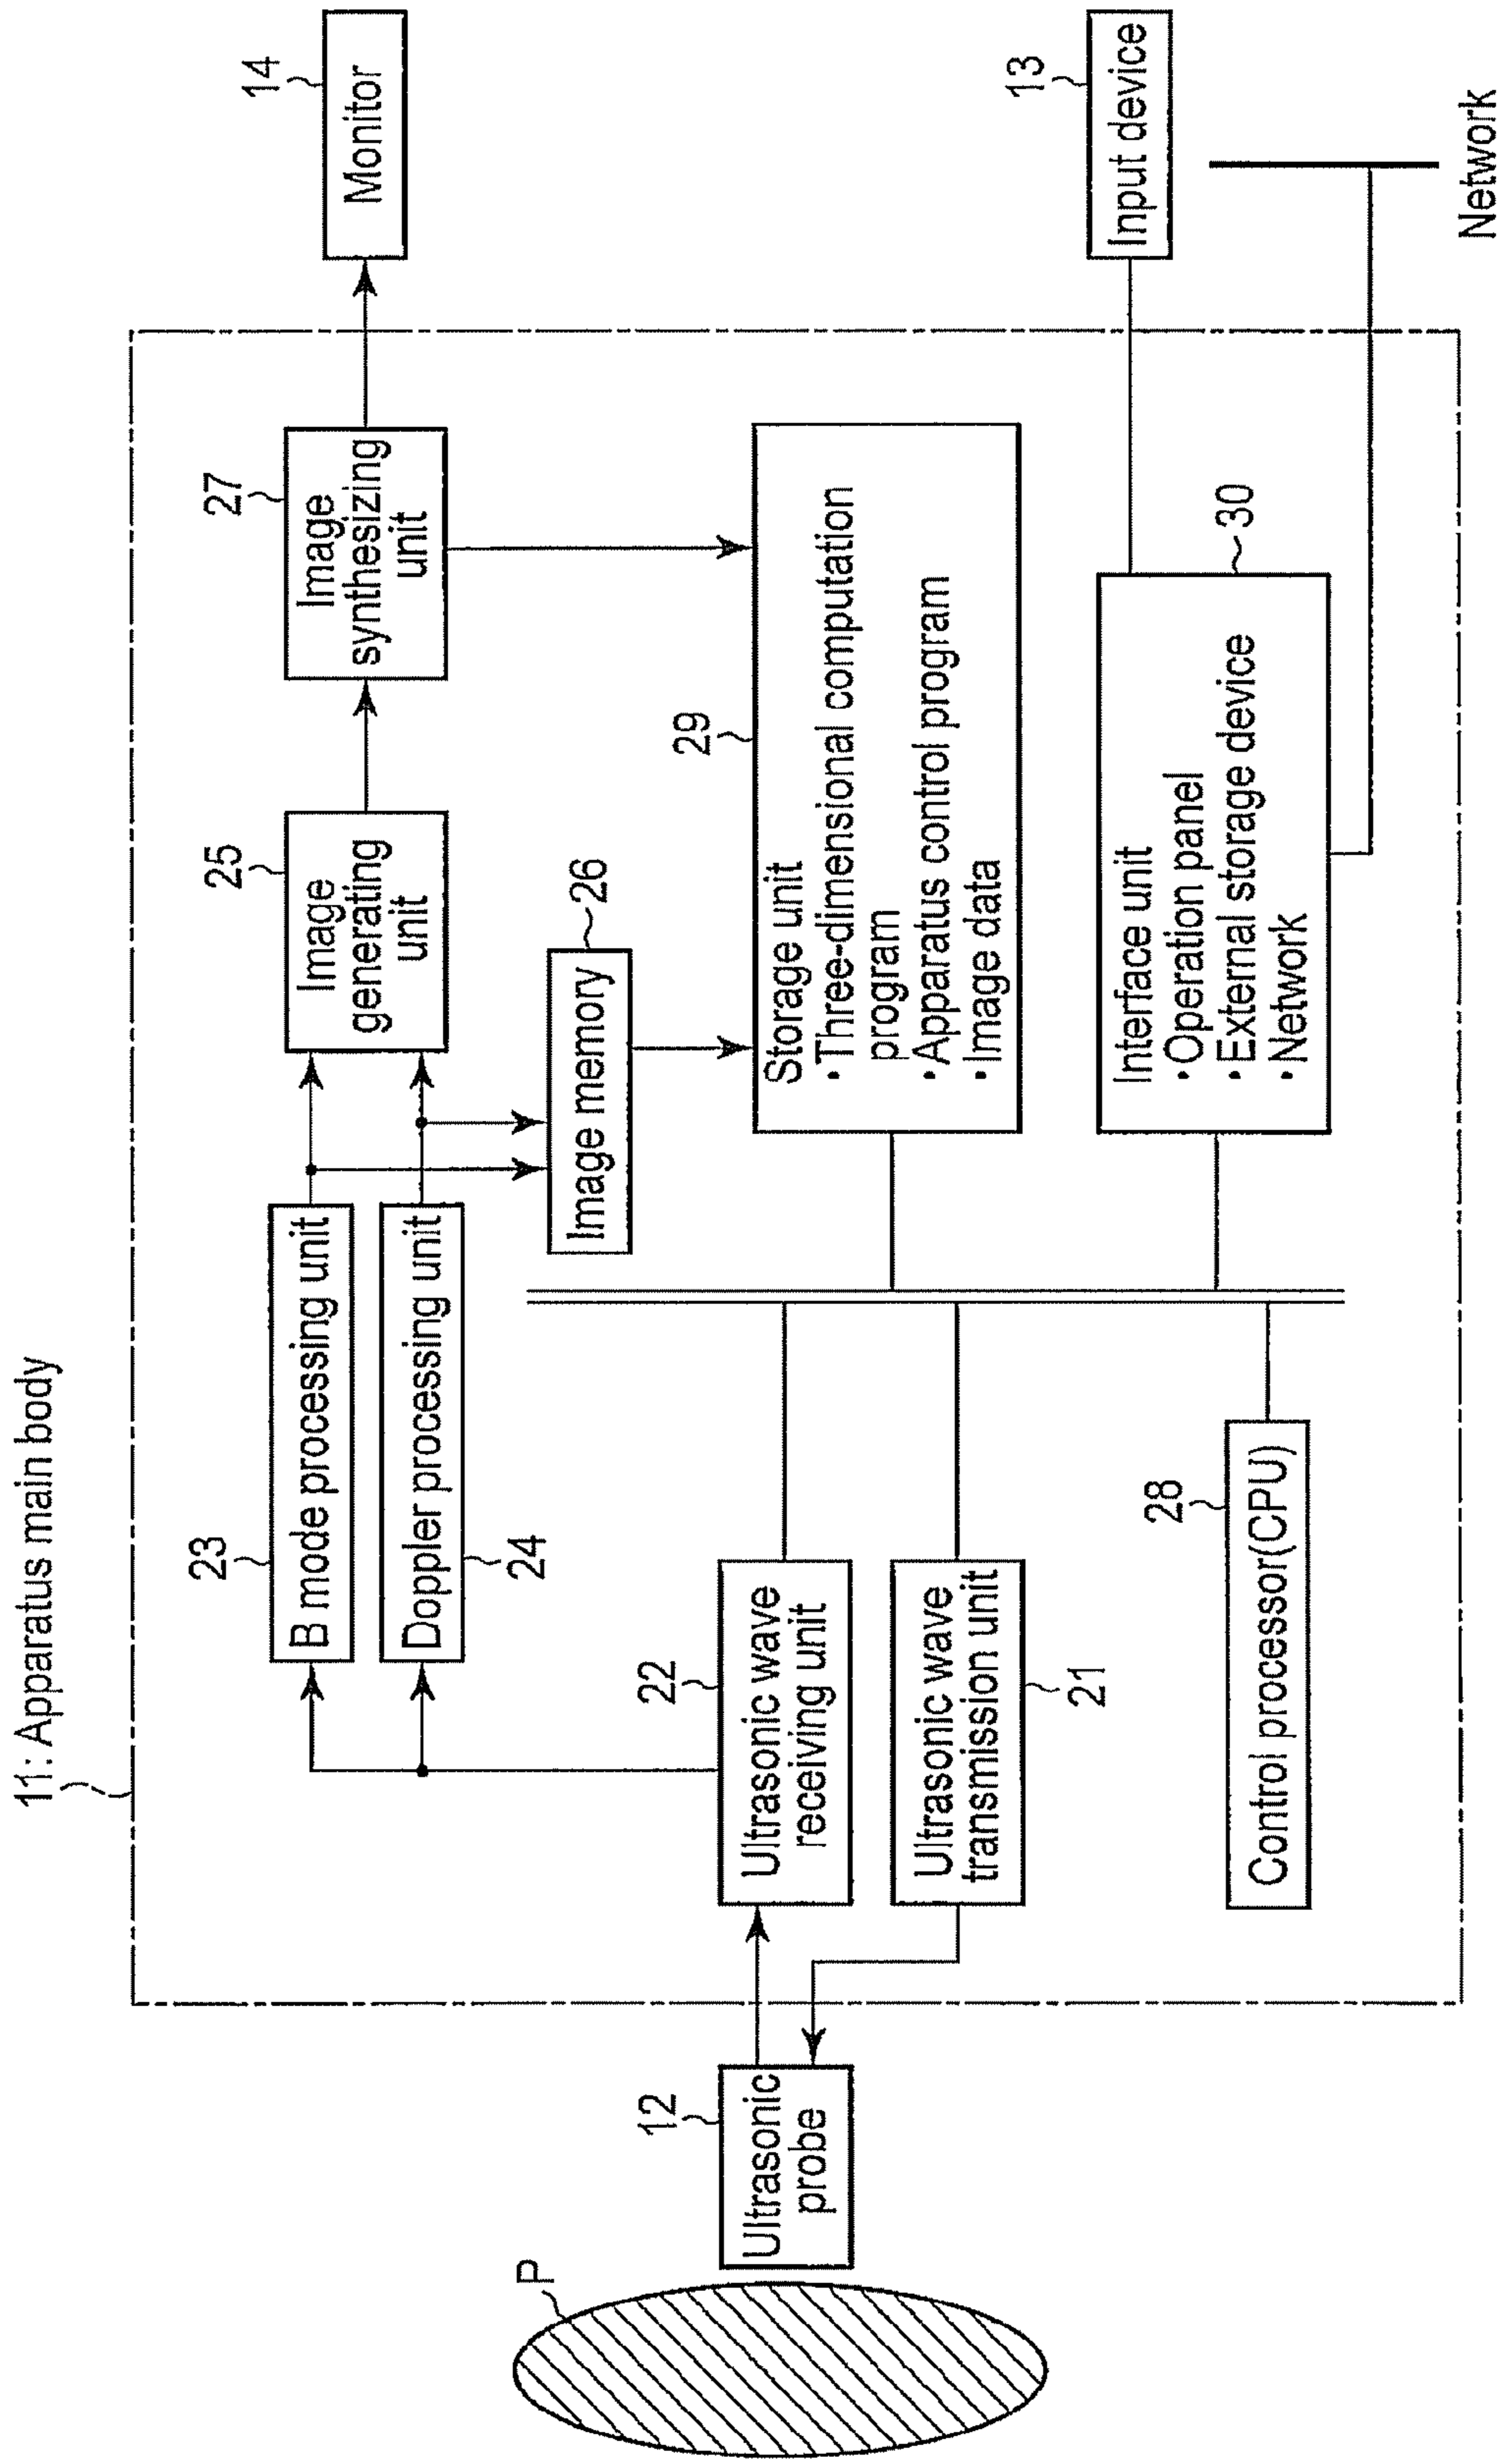 11: Apparatus main body
14
Monitor
27
Image
synthesizing
unit
25
Image
generating
unit
23
B mode processing unit
Doppler processing unit
24
26
Image memory
29
Storage unit
• Three-dimensional computation
program
• Apparatus control program
• Image data
13
Input device
Network
30
Interface unit
• Operation panel
• External storage device
• Network
22
Ultrasonic wave
receiving unit
Ultrasonic wave
transmission unit
21
28
Control processor(CPU)
12
Ultrasonic
probe
P